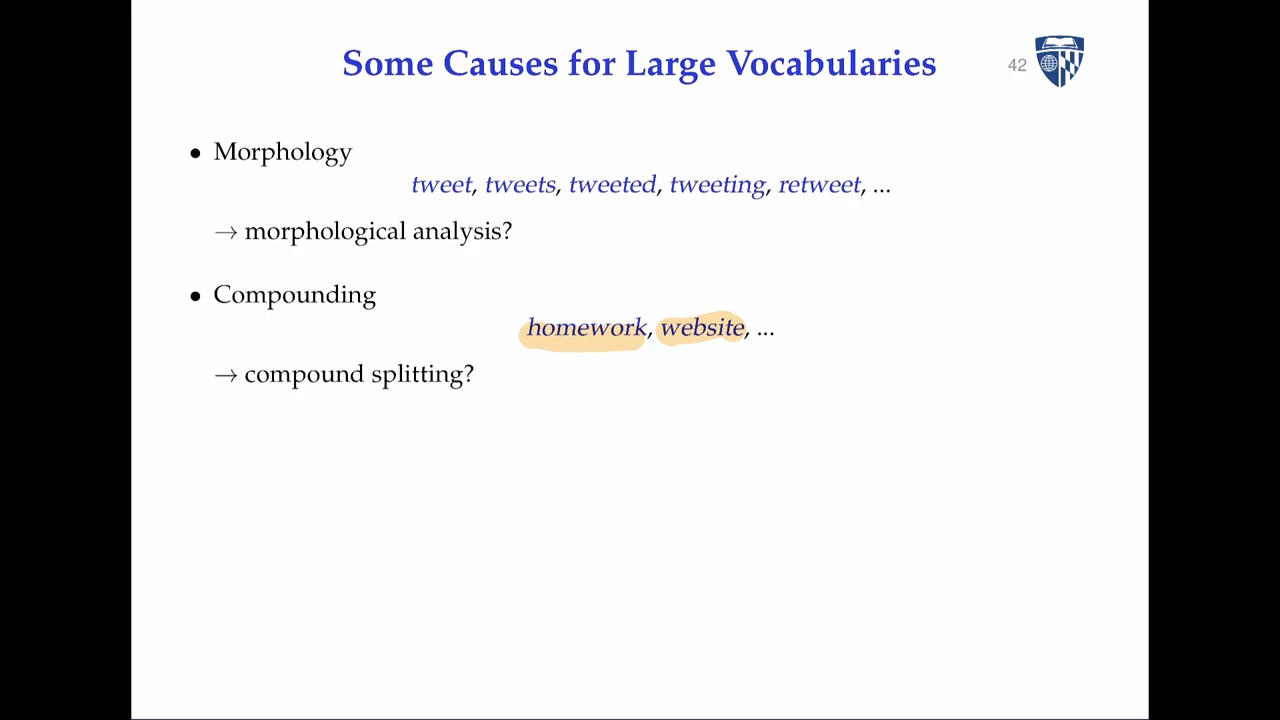 Some Causes for Large Vocabularies
42
• Morphology
tweet, tweets, tweeted, tweeting, retweet, ...
→ morphological analysis?
• Compounding
homework, website, ...
→ compound splitting?